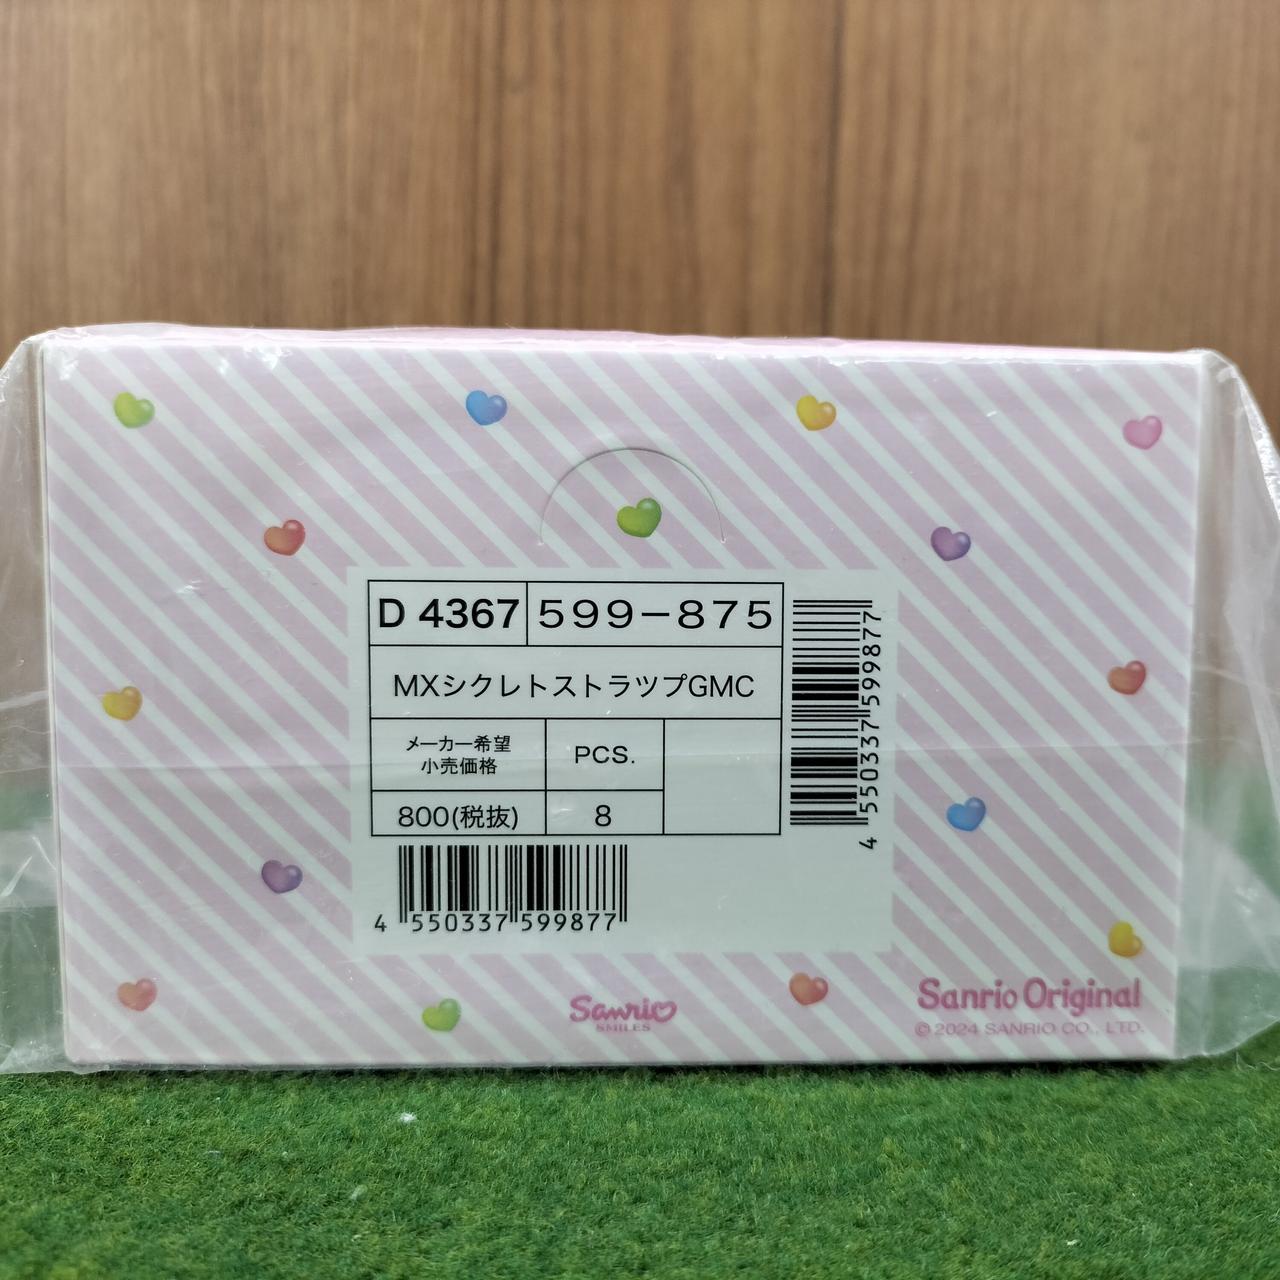 D 4367 599-875
MXシクレトストラツプGMC
メーカー希望
小売価格
PCS.
800(税抜)
8
4 550337 599877
4 550337 599877
Sanrio
SMILES
Sanrio Original
© 2024 SANRIO CO., LTD.